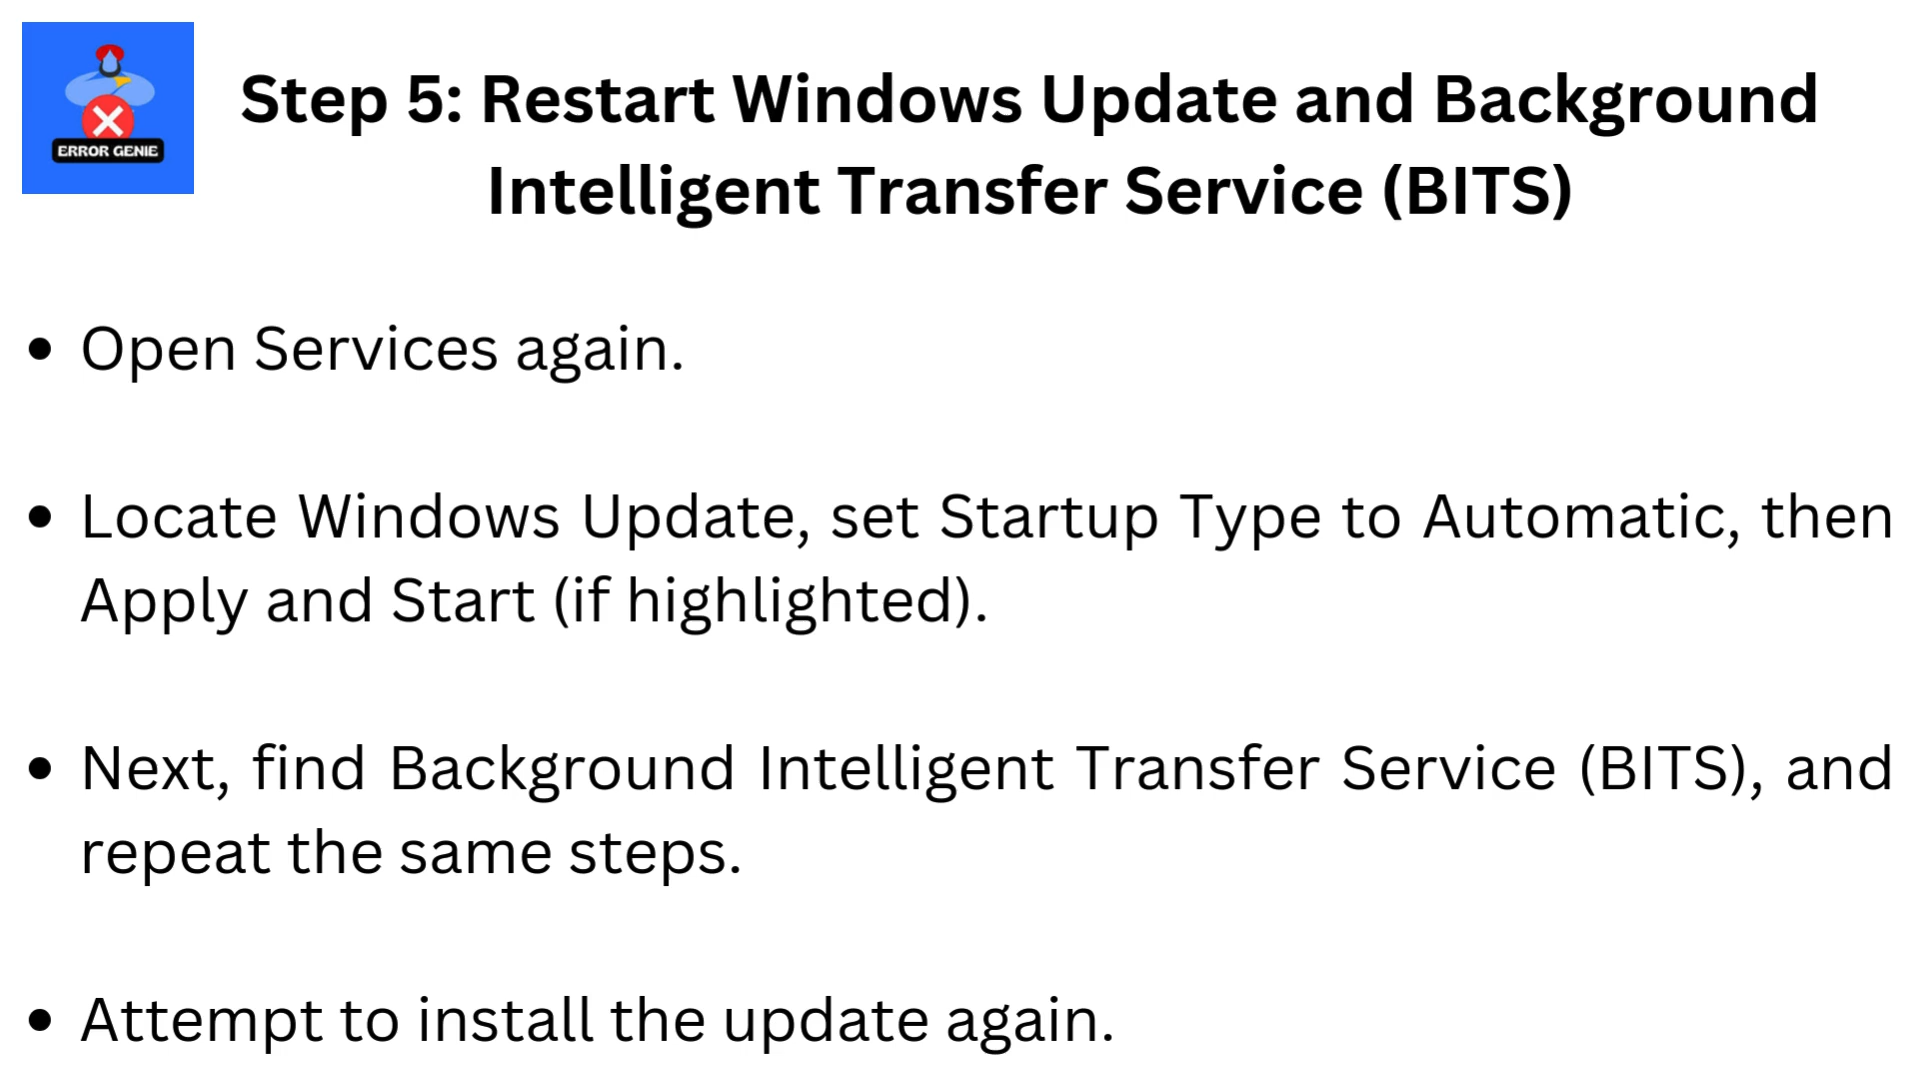 ERROR GENIE
Step 5: Restart Windows Update and Background
Intelligent Transfer Service (BITS)
• Open Services again.
• Locate Windows Update, set Startup Type to Automatic, then
Apply and Start (if highlighted).
• Next, find Background Intelligent Transfer Service (BITS), and
repeat the same steps.
• Attempt to install the update again.